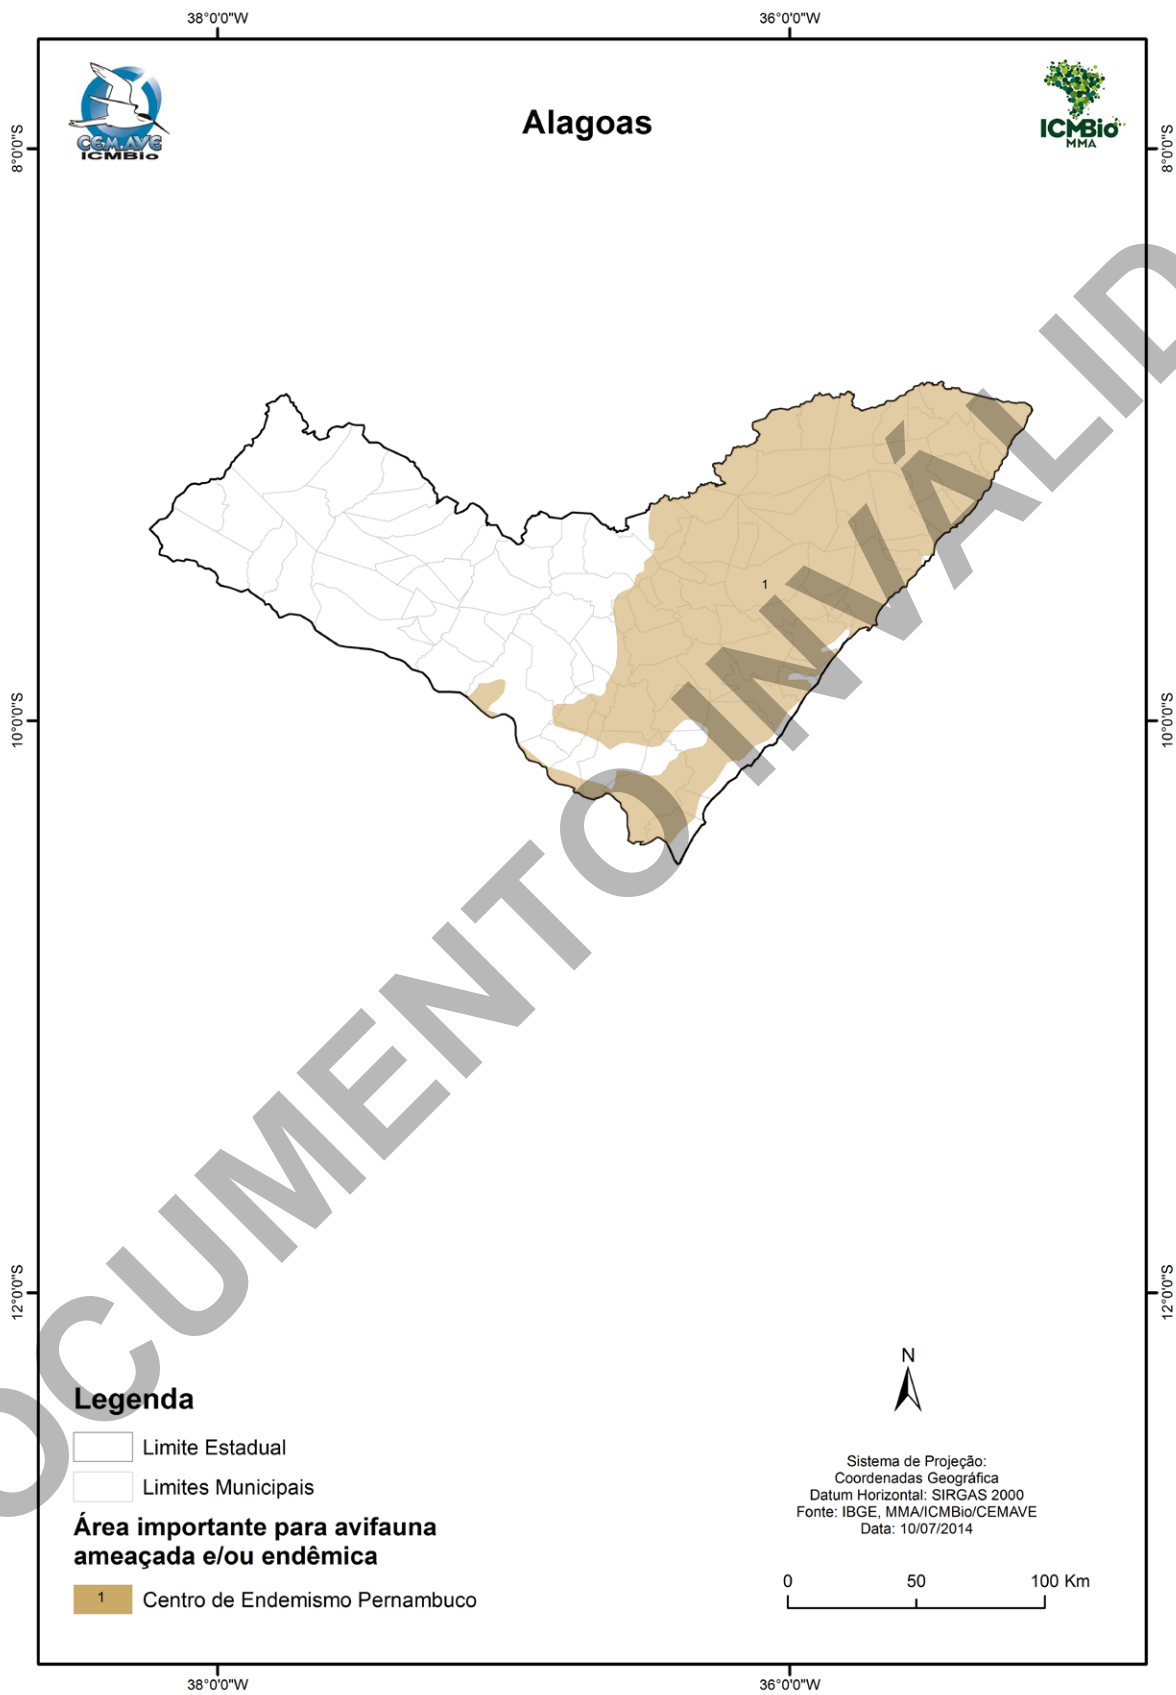 38°0'0"W
36°0'0"W
CEMAVE
ICMBio
Alagoas
ICMBio
MMA
8°0'0"S
8°0'0"S
1
10°0'0"S
10°0'0"S
12°0'0"S
12°0'0"S
OCUMENTO INVÁLID
N
Legenda
Limite Estadual
Limites Municipais
Área importante para avifauna
ameaçada e/ou endêmica
1 Centro de Endemismo Pernambuco
Sistema de Projeção:
Coordenadas Geográfica
Datum Horizontal: SIRGAS 2000
Fonte: IBGE, MMA/ICMBio/CEMAVE
Data: 10/07/2014
0 50 100 Km
38°0'0"W
36°0'0"W